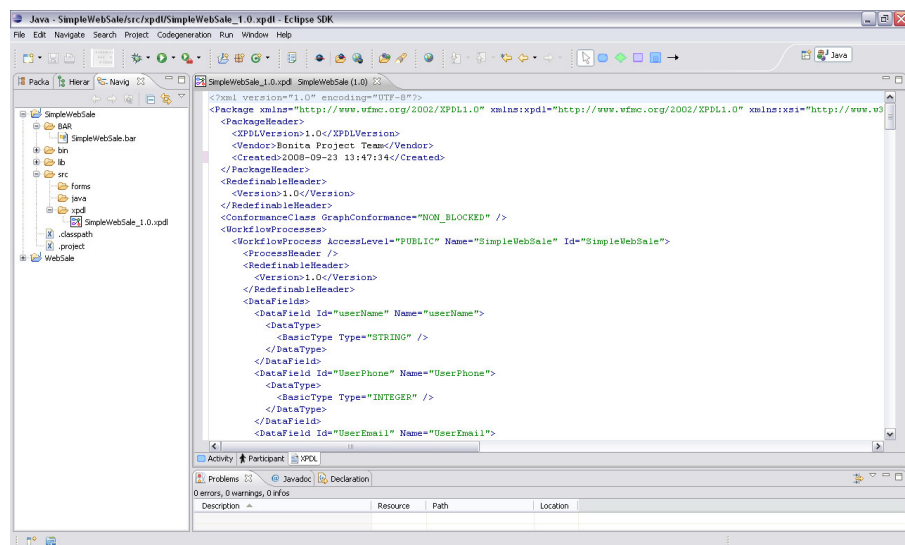 Java - SimpleWebSale/src/xpdl/SimpleWebSale_1.0.xpdl - Eclipse SDK
File Edit Navigate Search Project Codegeneration Run Window Help
Java
Packa Hierar Navig
SimpleWebSale_1.0.xpdl SimpleWebSale (1.0)
SimpleWebSale
BAR
SimpleWebSale.bar
bin
lib
src
forms
java
xpdl
SimpleWebSale_1.0.xpdl
.classpath
.project
WebSale
<?xml version="1.0" encoding="UTF-8"?>
<Package xmlns="http://www.wfmc.org/2002/XPDL1.0" xmlns:xpdl="http://www.wfmc.org/2002/XPDL1.0" xmlns:xsi="http://www.w3
<PackageHeader>
<XPDLVersion>1.0</XPDLVersion>
<Vendor>Bonita Project Team</Vendor>
<Created>2008-09-23 13:47:34</Created>
</PackageHeader>
<RedefinableHeader>
<Version>1.0</Version>
</RedefinableHeader>
<ConformanceClass GraphConformance="NON_BLOCKED" />
<WorkflowProcesses>
<WorkflowProcess AccessLevel="PUBLIC" Name="SimpleWebSale" Id="SimpleWebSale">
<ProcessHeader />
<RedefinableHeader>
<Version>1.0</Version>
</RedefinableHeader>
<DataFields>
<DataField Id="userName" Name="userName">
<DataType>
<BasicType Type="STRING" />
</DataType>
</DataField>
<DataField Id="UserPhone" Name="UserPhone">
<DataType>
<BasicType Type="INTEGER" />
</DataType>
</DataField>
<DataField Id="UserEmail" Name="UserEmail">
Activity Participant XPDL
Problems Javadoc Declaration
0 errors, 0 warnings, 0 infos
Description Resource Path Location